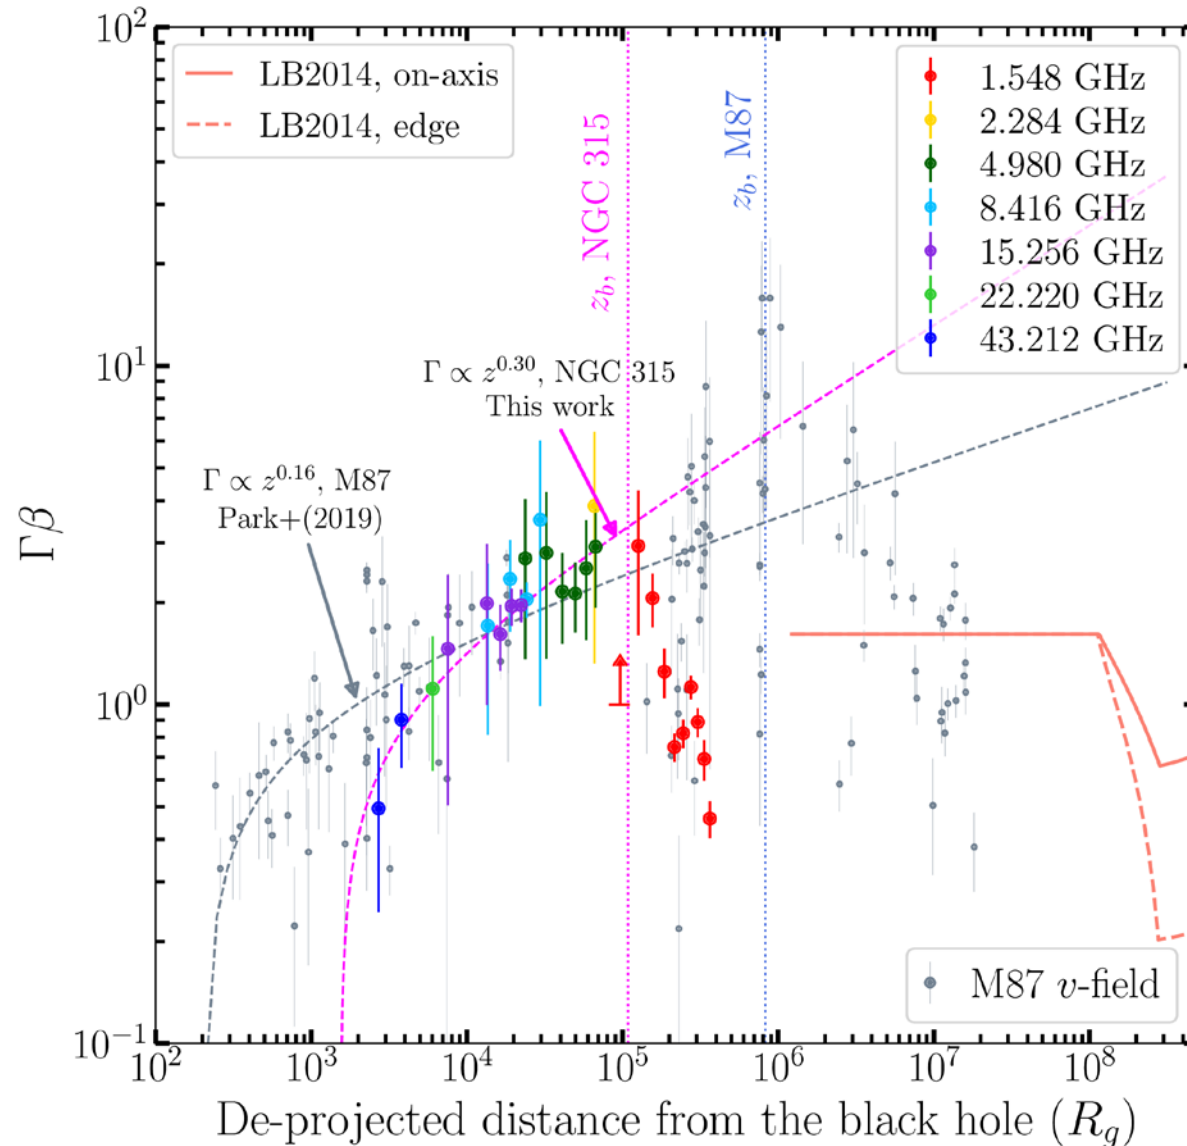 10^2
LB2014, on-axis
LB2014, edge
z_b, NGC 315
z_b, M87
1.548 GHz
2.284 GHz
4.980 GHz
8.416 GHz
15.256 GHz
22.220 GHz
43.212 GHz
10^1
Γ ∝ z^0.30, NGC 315
This work
Γ ∝ z^0.16, M87
Park+(2019)
Γβ
10^0
M87 v-field
10^-1
10^2 10^3 10^4 10^5 10^6 10^7 10^8
De-projected distance from the black hole (R_g)